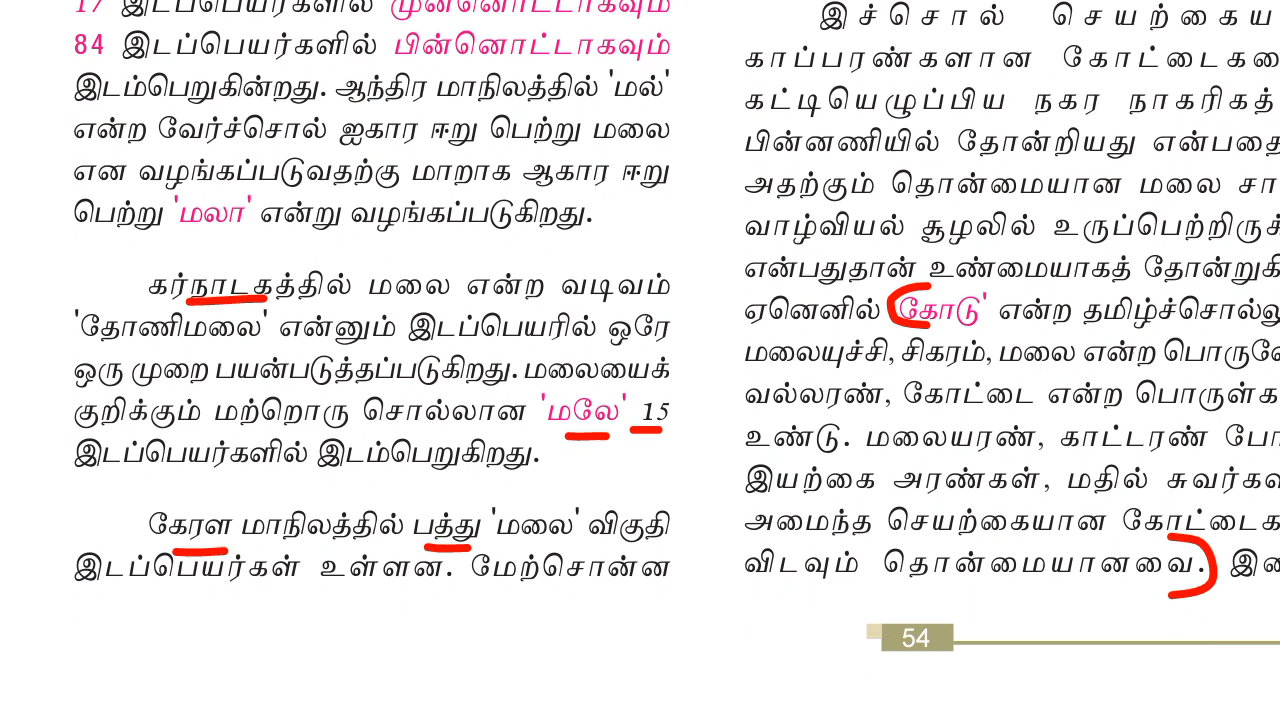 17 இடப்பெயர்களில் முன்னொட்டாகவும்
84 இடப்பெயர்களில் பின்னொட்டாகவும்
இடம்பெறுகின்றது. ஆந்திர மாநிலத்தில் 'மல்'
என்ற வேர்ச்சொல் ஐகார ஈறு பெற்று மலை
என வழங்கப்படுவதற்கு மாறாக ஆகார ஈறு
பெற்று 'மலா' என்று வழங்கப்படுகிறது.
கர்நாடகத்தில் மலை என்ற வடிவம்
'தோணிமலை' என்னும் இடப்பெயரில் ஒரே
ஒரு முறை பயன்படுத்தப்படுகிறது. மலையைக்
குறிக்கும் மற்றொரு சொல்லான 'மலே' 15
இடப்பெயர்களில் இடம்பெறுகிறது.
கேரள மாநிலத்தில் பத்து 'மலை' விகுதி
இடப்பெயர்கள் உள்ளன. மேற்சொன்ன
இச்சொல் செயற்கைய
காப்பரண்களான
கட்டியெழுப்பிய நகர நாகரிகத்
பின்னணியில் தோன்றியது என்பதை
அதற்கும் தொன்மையான மலை சா
வாழ்வியல் சூழலில்
என்பதுதான் உண்மையாகத்
ஏனெனில் 'கோடு' என்ற
மலையுச்சி, சிகரம், மலை என்ற
வல்லரண், கோட்டை என்ற
உண்டு. மலையரண், காட்டரண்
இயற்கை அரண்கள், மதில்
அமைந்த செயற்கையான
விடவும் தொன்மையானவை.
54